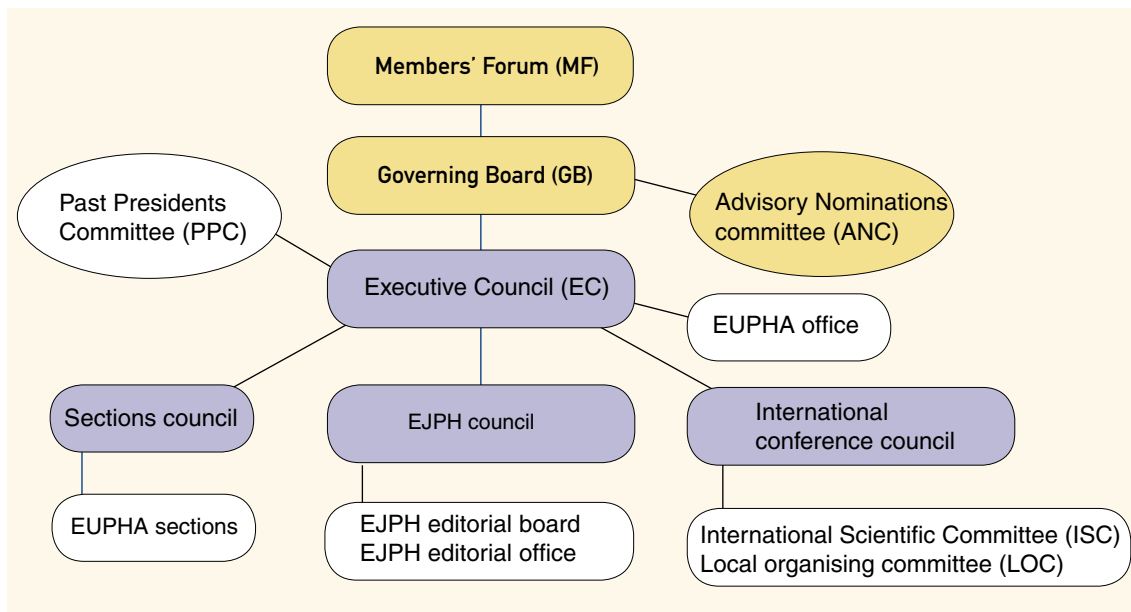 Members’ Forum (MF)
Governing Board (GB)
Past Presidents
Committee (PPC)
Advisory Nominations
committee (ANC)
Executive Council (EC)
EUPHA office
Sections council
EJPH council
International
conference council
EUPHA sections
EJPH editorial board
EJPH editorial office
International Scientific Committee (ISC)
Local organising committee (LOC)